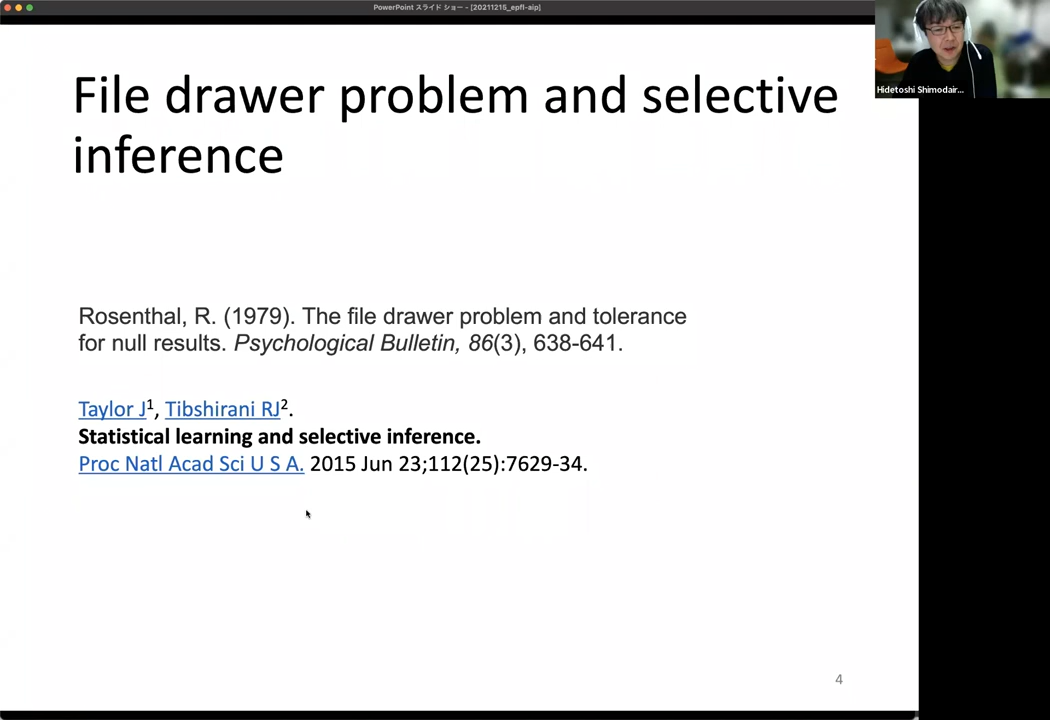 PowerPoint スライド ショー - [20211215_epfl-aip]
Hidetoshi Shimodair...
File drawer problem and selective
inference
Rosenthal, R. (1979). The file drawer problem and tolerance
for null results. Psychological Bulletin, 86(3), 638-641.
Taylor J1, Tibshirani RJ2.
Statistical learning and selective inference.
Proc Natl Acad Sci U S A. 2015 Jun 23;112(25):7629-34.
4